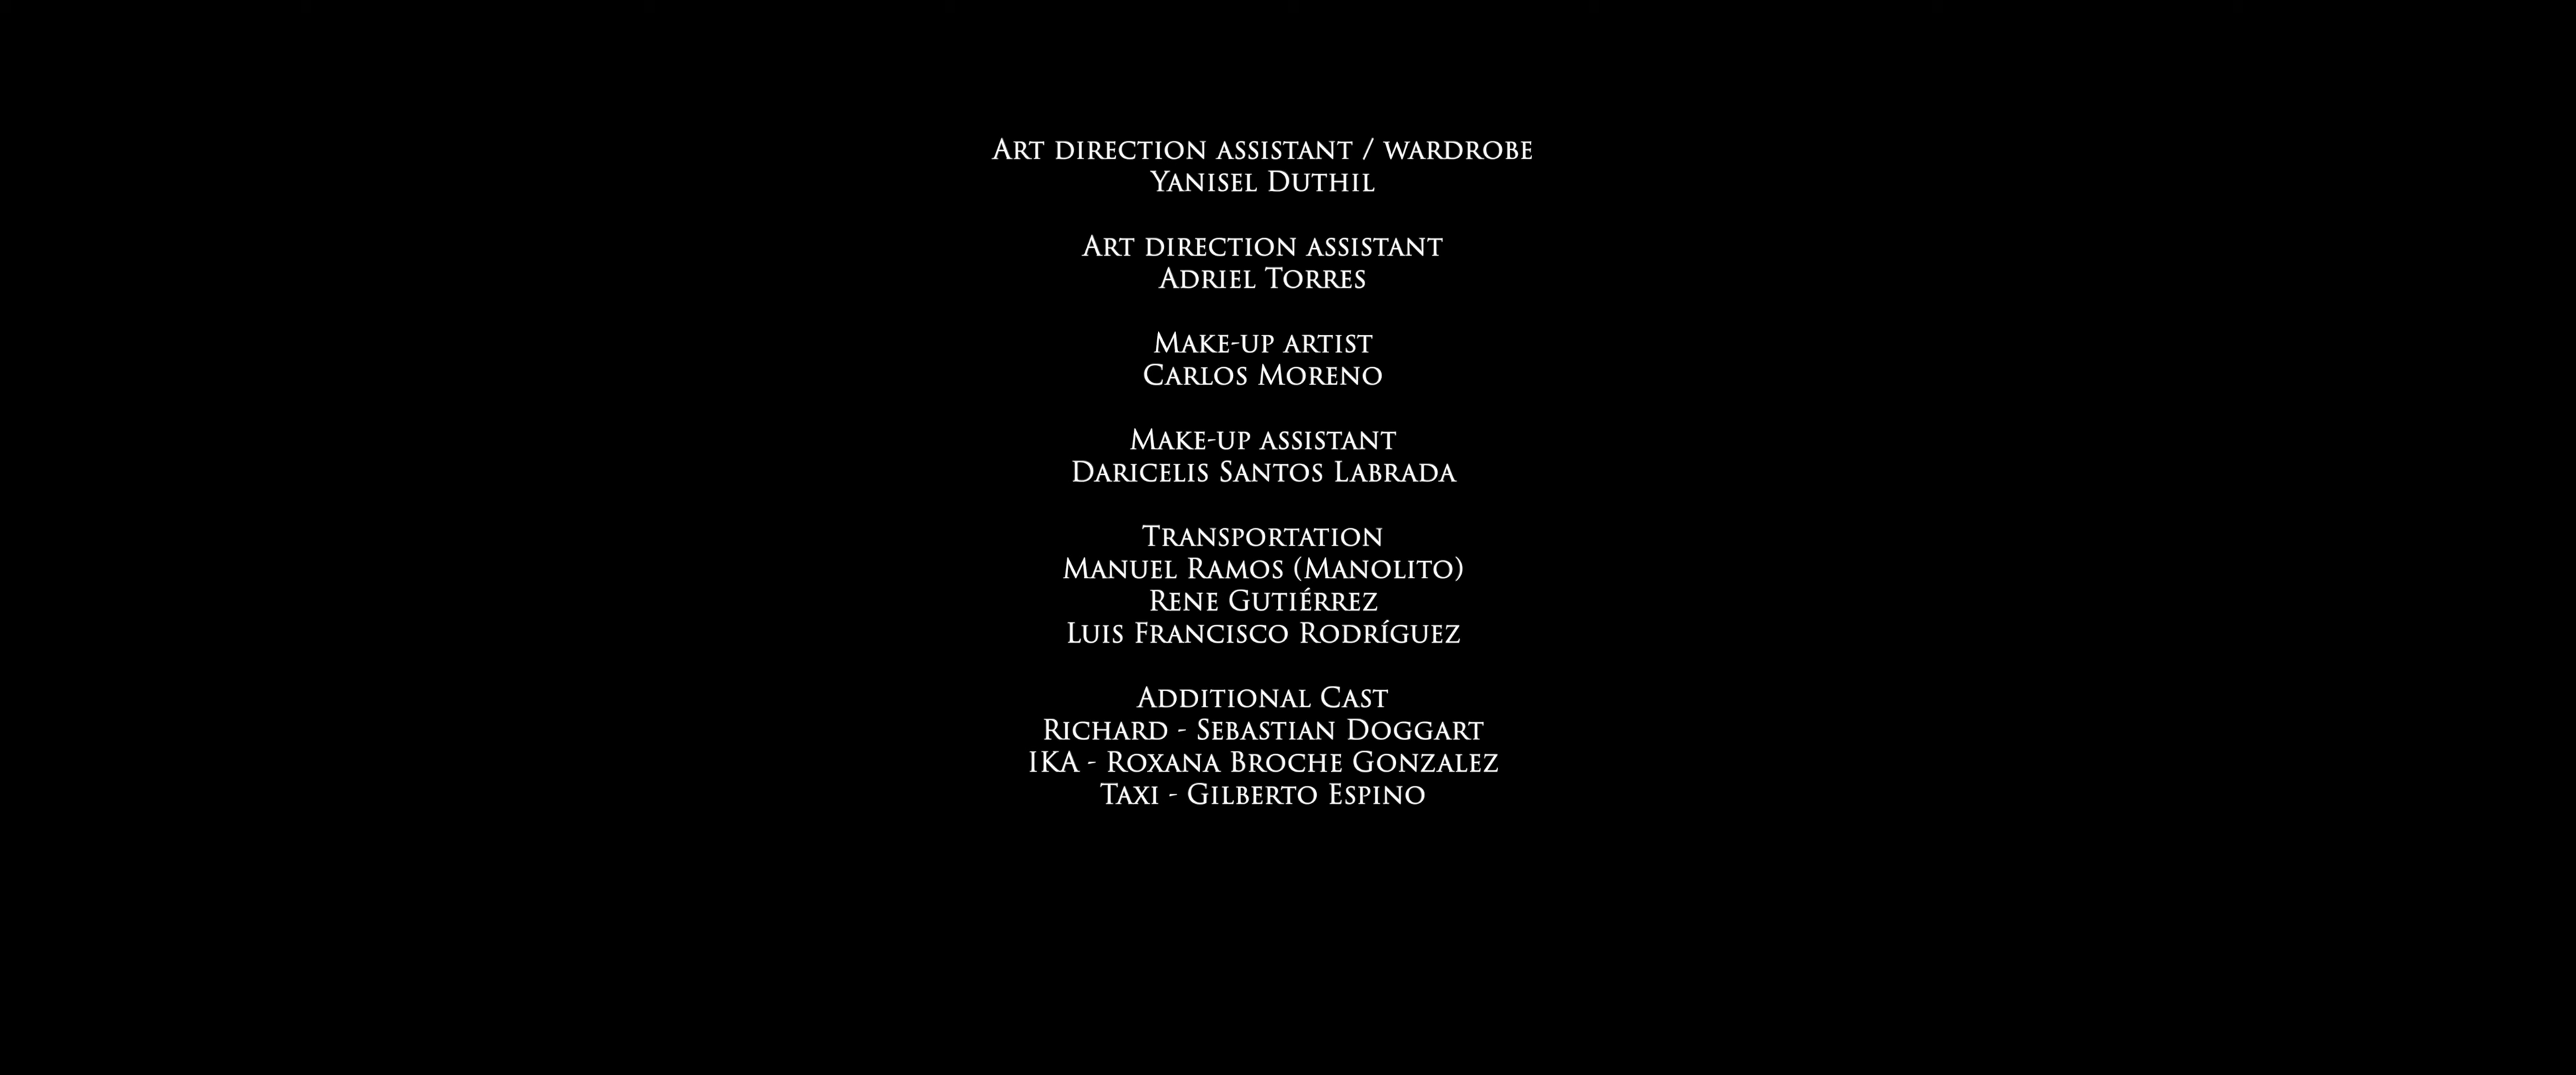 Art direction assistant / wardrobe
Yanisel Duthil
Art direction assistant
Adriel Torres
Make-up artist
Carlos Moreno
Make-up assistant
Daricelis Santos Labrada
Transportation
Manuel Ramos (Manolito)
Rene Gutiérrez
Luis Francisco Rodríguez
Additional Cast
Richard - Sebastian Doggart
IKA - Roxana Broche Gonzalez
Taxi - Gilberto Espino